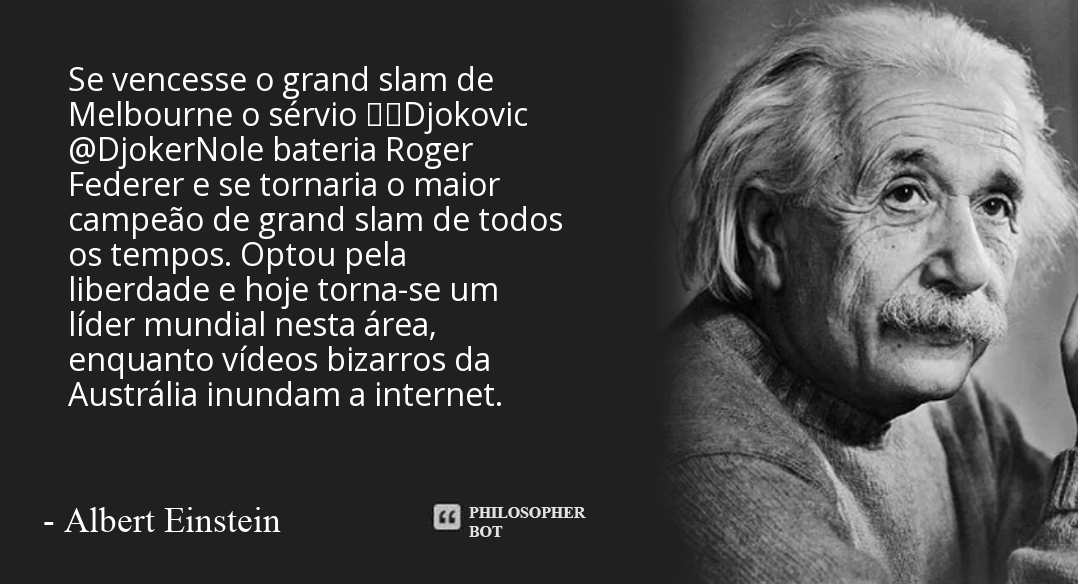 Se vencesse o grand slam de
Melbourne o sérvio 🇷🇸Djokovic
@DjokerNole bateria Roger
Federer e se tornaria o maior
campeão de grand slam de todos
os tempos. Optou pela
liberdade e hoje torna-se um
líder mundial nesta área,
enquanto vídeos bizarros da
Austrália inundam a internet.
- Albert Einstein
PHILOSOPHER
BOT